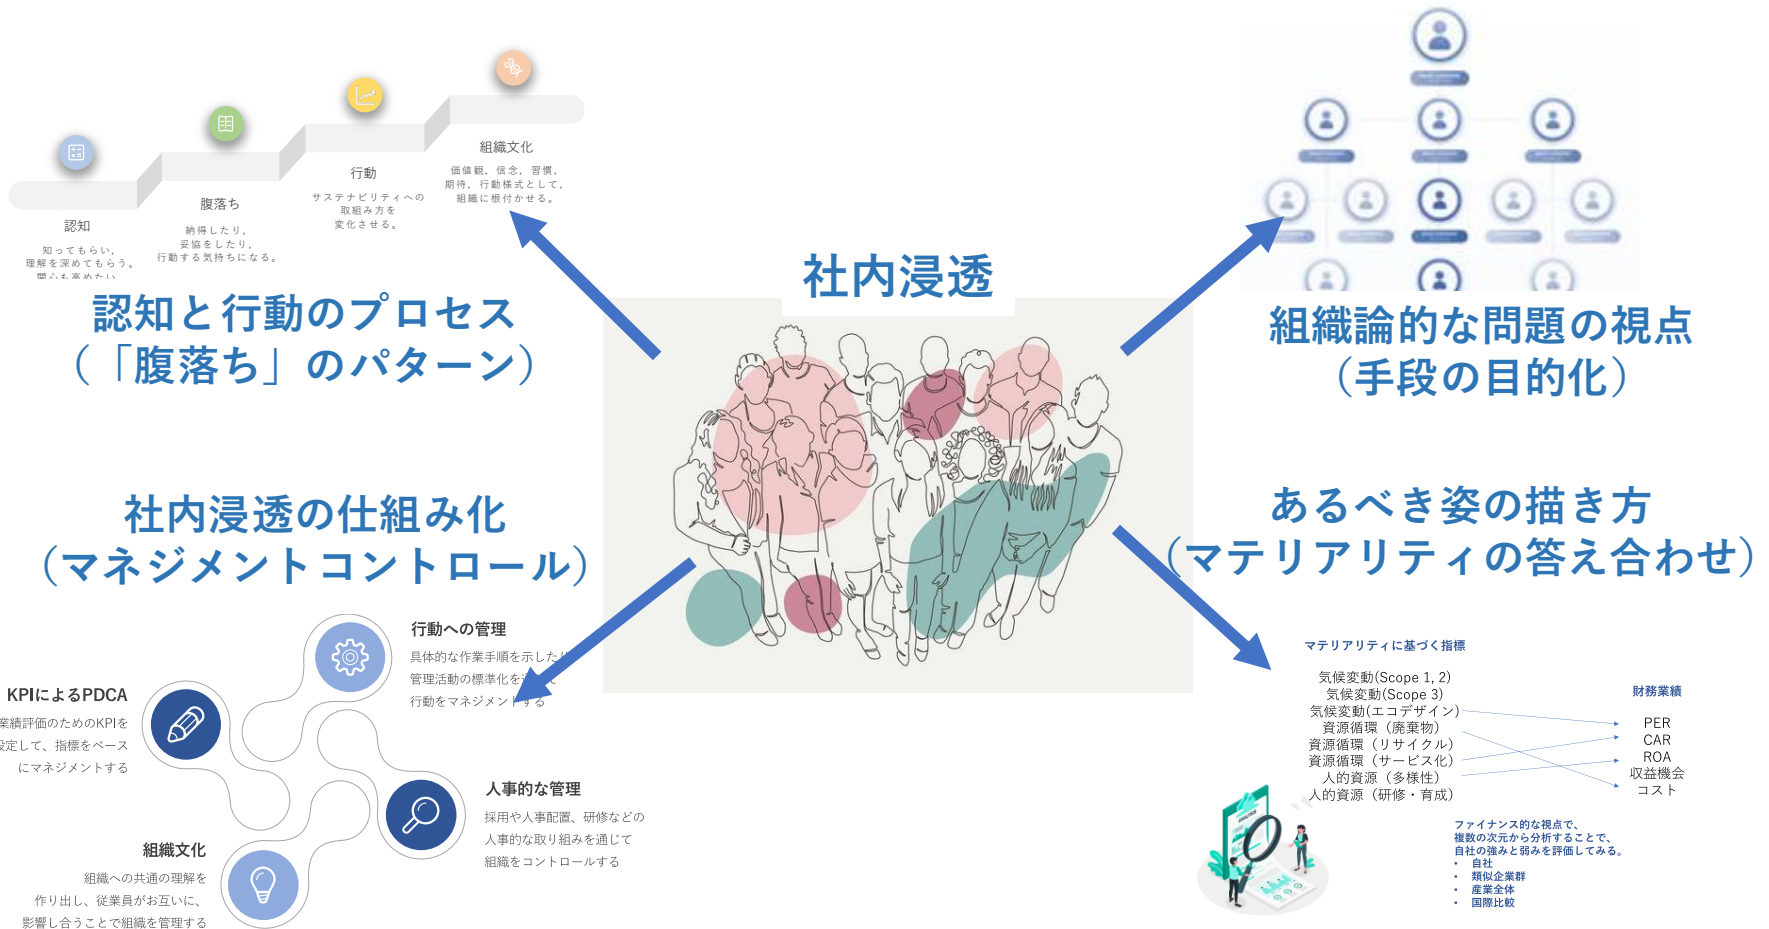 社内浸透
認知
知ってもらい、
理解を深めてもらう。
関心も高めたい
腹落ち
納得したり、
妥協をしたり、
行動する気持ちになる。
行動
サステナビリティへの
取組み方を
変化させる。
組織文化
価値観，信念，習慣，
期待，行動様式として，
組織に根付かせる。
認知と行動のプロセス
（「腹落ち」のパターン）
組織論的な問題の視点
（手段の目的化）
社内浸透の仕組み化
（マネジメントコントロール）
行動への管理
具体的な作業手順を示した
管理活動の標準化を
行動をマネジメントする
KPIによるPDCA
業績評価のためのKPIを
設定して、指標をベース
にマネジメントする
人事的な管理
採用や人事配置、研修などの
人事的な取り組みを通じて
組織をコントロールする
組織文化
組織への共通の理解を
作り出し、従業員がお互いに、
影響し合うことで組織を管理する
あるべき姿の描き方
（マテリアリティの答え合わせ）
マテリアリティに基づく指標
気候変動(Scope 1, 2)
気候変動(Scope 3)
気候変動(エコデザイン)
資源循環（廃棄物）
資源循環（リサイクル）
資源循環（サービス化）
人的資源（多様性）
人的資源（研修・育成）
財務業績
PER
CAR
ROA
収益機会
コスト
ファイナンス的な視点で、
複数の次元から分析することで、
自社の強みと弱みを評価してみる。
• 自社
• 類似企業群
• 産業全体
• 国際比較